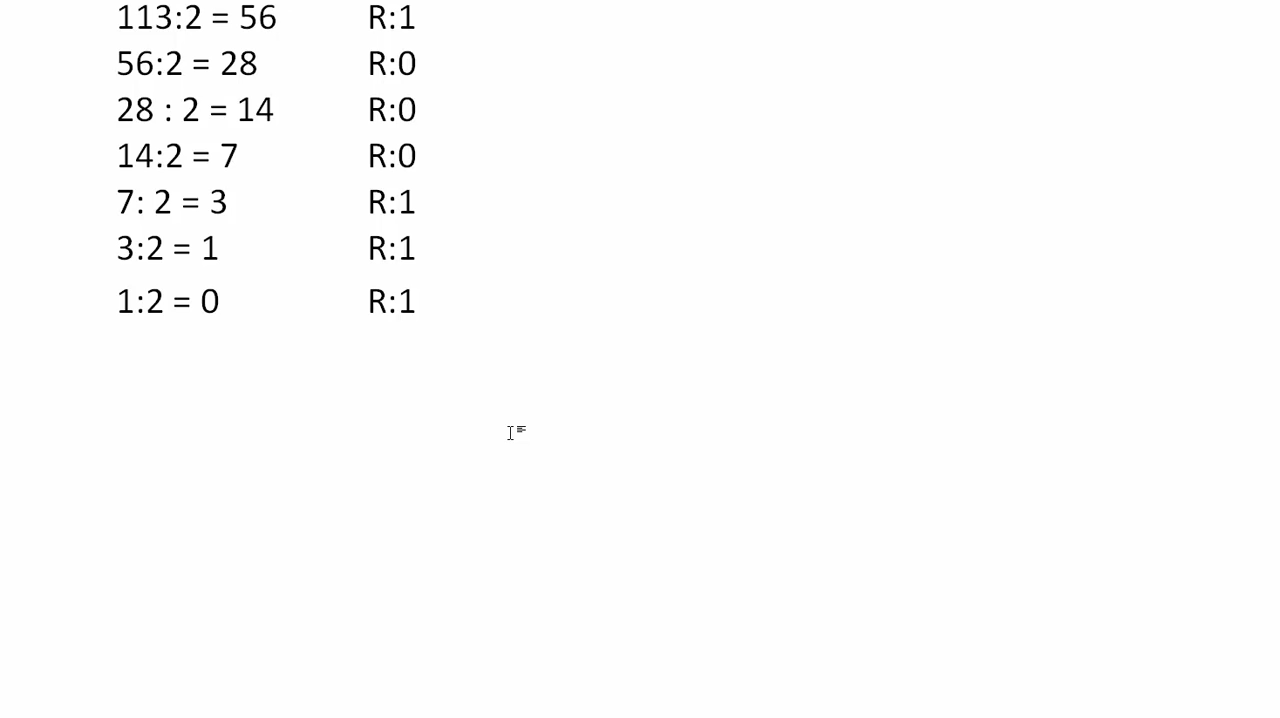 113:2 = 56 R:1
56:2 = 28 R:0
28 : 2 = 14 R:0
14:2 = 7 R:0
7: 2 = 3 R:1
3:2 = 1 R:1
1:2 = 0 R:1